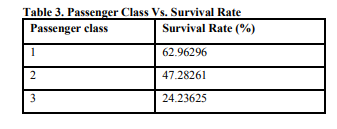 Table 3. Passenger Class Vs. Survival Rate
Passenger class Survival Rate (%)
1 62.96296
2 47.28261
3 24.23625